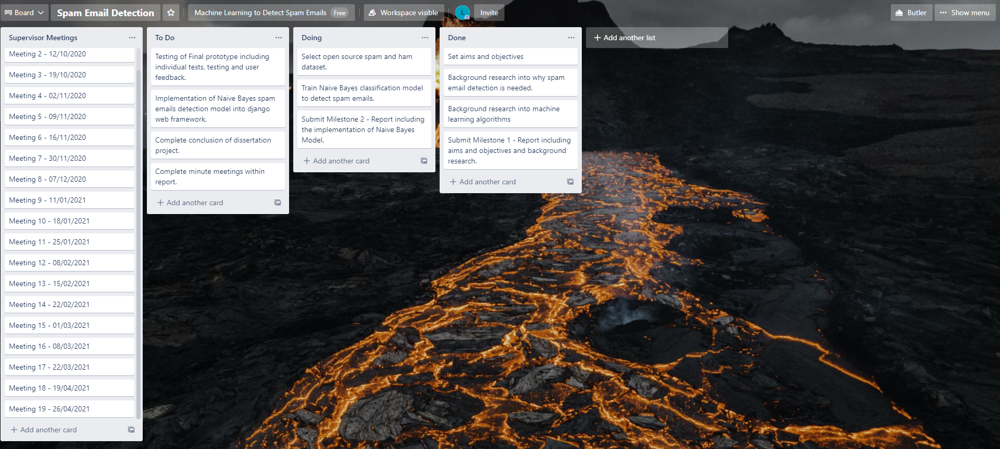 Board
Spam Email Detection
Machine Learning to Detect Spam Emails Free
Workspace visible
L
Invite
Butler
Show menu
Supervisor Meetings
Meeting 2 - 12/10/2020
Meeting 3 - 19/10/2020
Meeting 4 - 02/11/2020
Meeting 5 - 09/11/2020
Meeting 6 - 16/11/2020
Meeting 7 - 30/11/2020
Meeting 8 - 07/12/2020
Meeting 9 - 11/01/2021
Meeting 10 - 18/01/2021
Meeting 11 - 25/01/2021
Meeting 12 - 08/02/2021
Meeting 13 - 15/02/2021
Meeting 14 - 22/02/2021
Meeting 15 - 01/03/2021
Meeting 16 - 08/03/2021
Meeting 17 - 22/03/2021
Meeting 18 - 19/04/2021
Meeting 19 - 26/04/2021
+ Add another card
To Do
Testing of Final prototype including
individual tests, testing and user
feedback.
Implementation of Naive Bayes spam
emails detection model into django
web framework.
Complete conclusion of dissertation
project.
Complete minute meetings within
report.
+ Add another card
Doing
Select open source spam and ham
dataset.
Train Naive Bayes classification model
to detect spam emails.
Submit Milestone 2 - Report including
the implementation of Naive Bayes
Model.
+ Add another card
Done
Set aims and objectives
Background research into why spam
email detection is needed.
Background research into machine
learning algorithms
Submit Milestone 1 - Report including
aims and objectives and background
research.
+ Add another card
+ Add another list